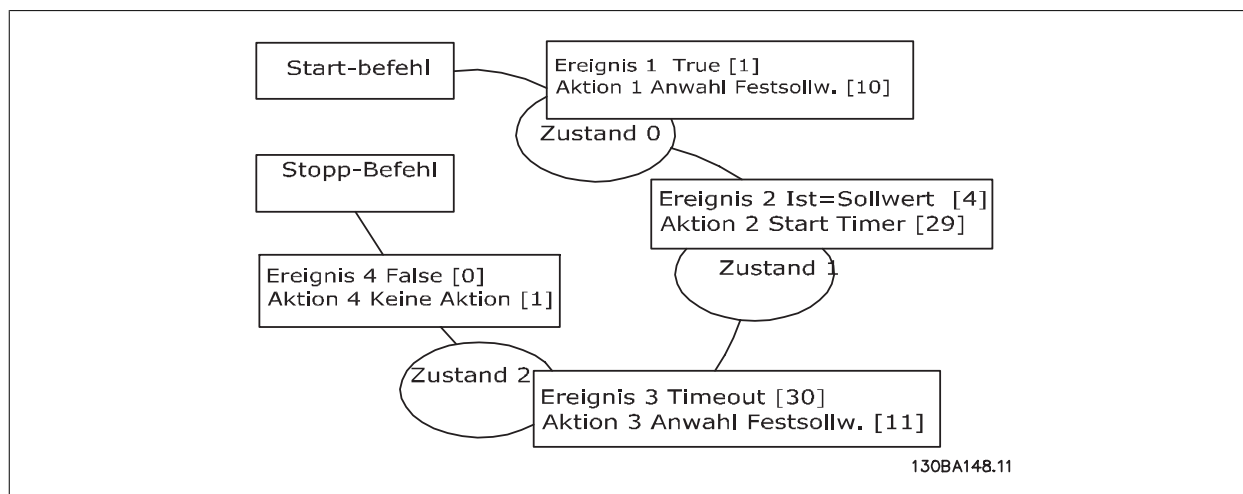 Start-befehl
Ereignis 1 True [1]
Aktion 1 Anwahl Festsollw. [10]
Zustand 0
Stopp-Befehl
Ereignis 2 Ist=Sollwert [4]
Aktion 2 Start Timer [29]
Zustand 1
Ereignis 4 False [0]
Aktion 4 Keine Aktion [1]
Zustand 2
Ereignis 3 Timeout [30]
Aktion 3 Anwahl Festsollw. [11]
130BA148.11